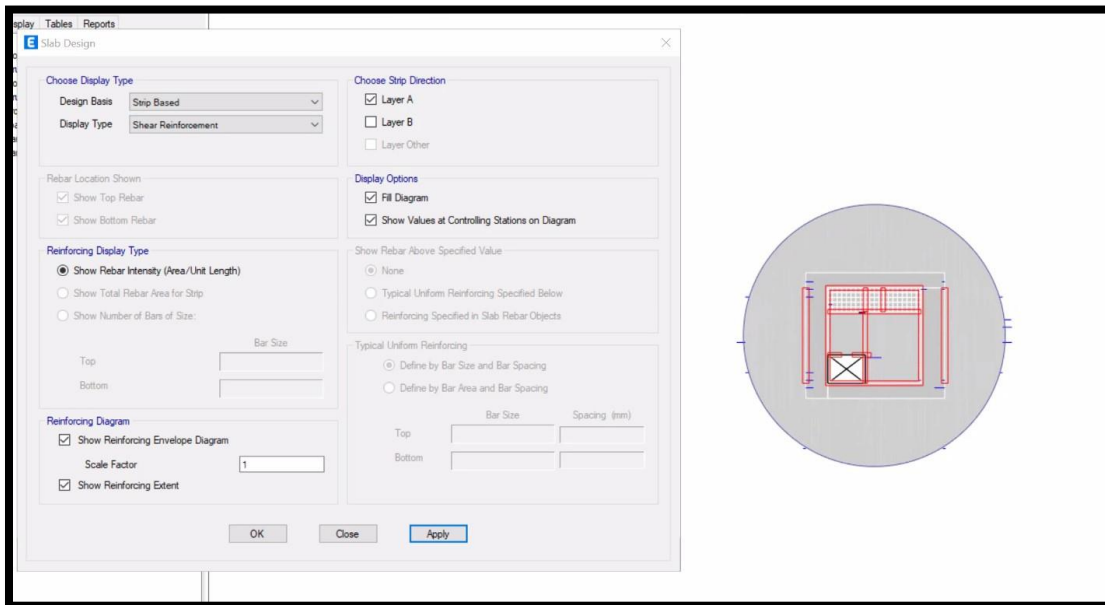 splay Tables Reports
E Slab Design
Choose Display Type
Design Basis Strip Based
Display Type Shear Reinforcement
Choose Strip Direction
Layer A
Layer B
Layer Other
Rebar Location Shown
Show Top Rebar
Show Bottom Rebar
Display Options
Fill Diagram
Show Values at Controlling Stations on Diagram
Reinforcing Display Type
Show Rebar Intensity (Area/Unit Length)
Show Total Rebar Area for Strip
Show Number of Bars of Size:
Bar Size
Top
Bottom
Show Rebar Above Specified Value
None
Typical Uniform Reinforcing Specified Below
Reinforcing Specified in Slab Rebar Objects
Typical Uniform Reinforcing
Define by Bar Size and Bar Spacing
Define by Bar Area and Bar Spacing
Bar Size Spacing (mm)
Top
Bottom
Reinforcing Diagram
Show Reinforcing Envelope Diagram
Scale Factor 1
Show Reinforcing Extent
OK Close Apply